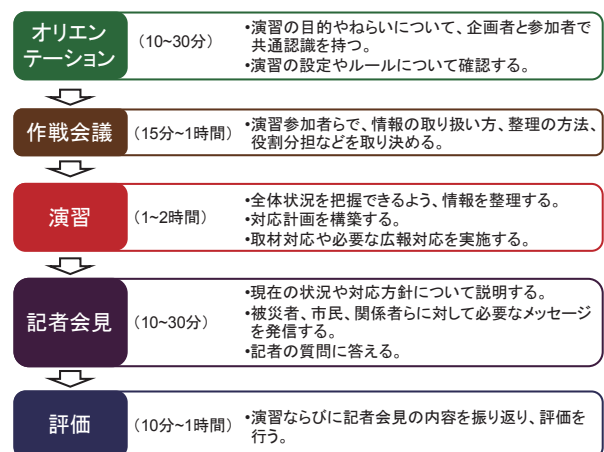 オリエン
テーション
(10~30分)
•演習の目的やねらいについて、企画者と参加者で
共通認識を持つ。
•演習の設定やルールについて確認する。
作戦会議
(15分~1時間)
•演習参加者らで、情報の取り扱い方、整理の方法、
役割分担などを取り決める。
演習
(1~2時間)
•全体状況を把握できるよう、情報を整理する。
•対応計画を構築する。
•取材対応や必要な広報対応を実施する。
記者会見
(10~30分)
•現在の状況や対応方針について説明する。
•被災者、市民、関係者らに対して必要なメッセージ
を発信する。
•記者の質問に答える。
評価
(10分~1時間)
•演習ならびに記者会見の内容を振り返り、評価を
行う。